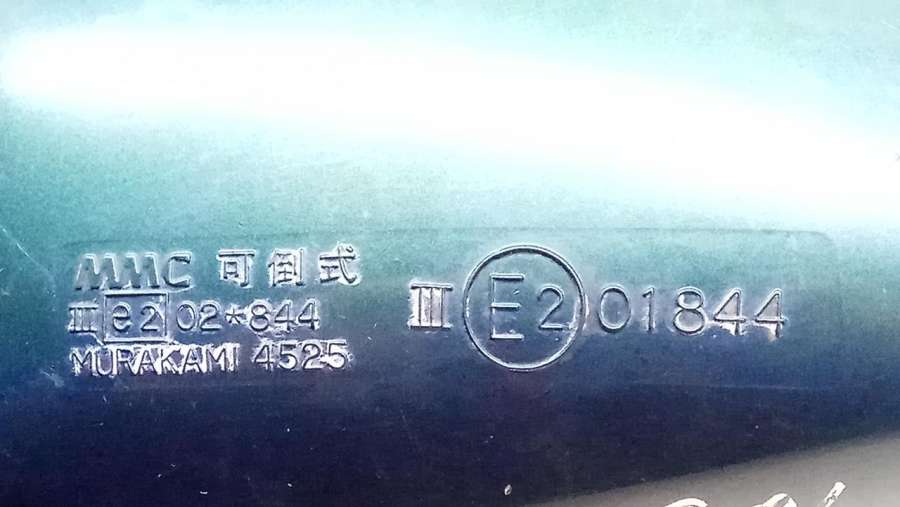 MMC 可倒式
III e2 02*844
MURAKAMI 4525
III E2 01844